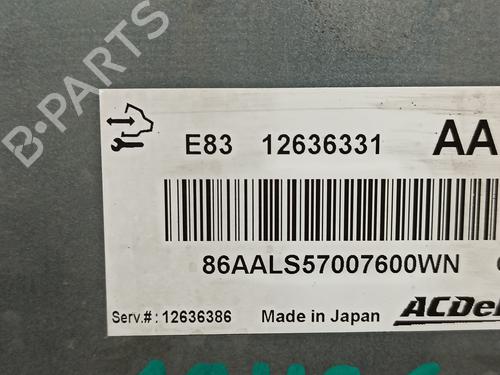 B-PARTS
E83 12636331 AA
86AALS57007600WN
Serv.#: 12636386 Made in Japan ACDel